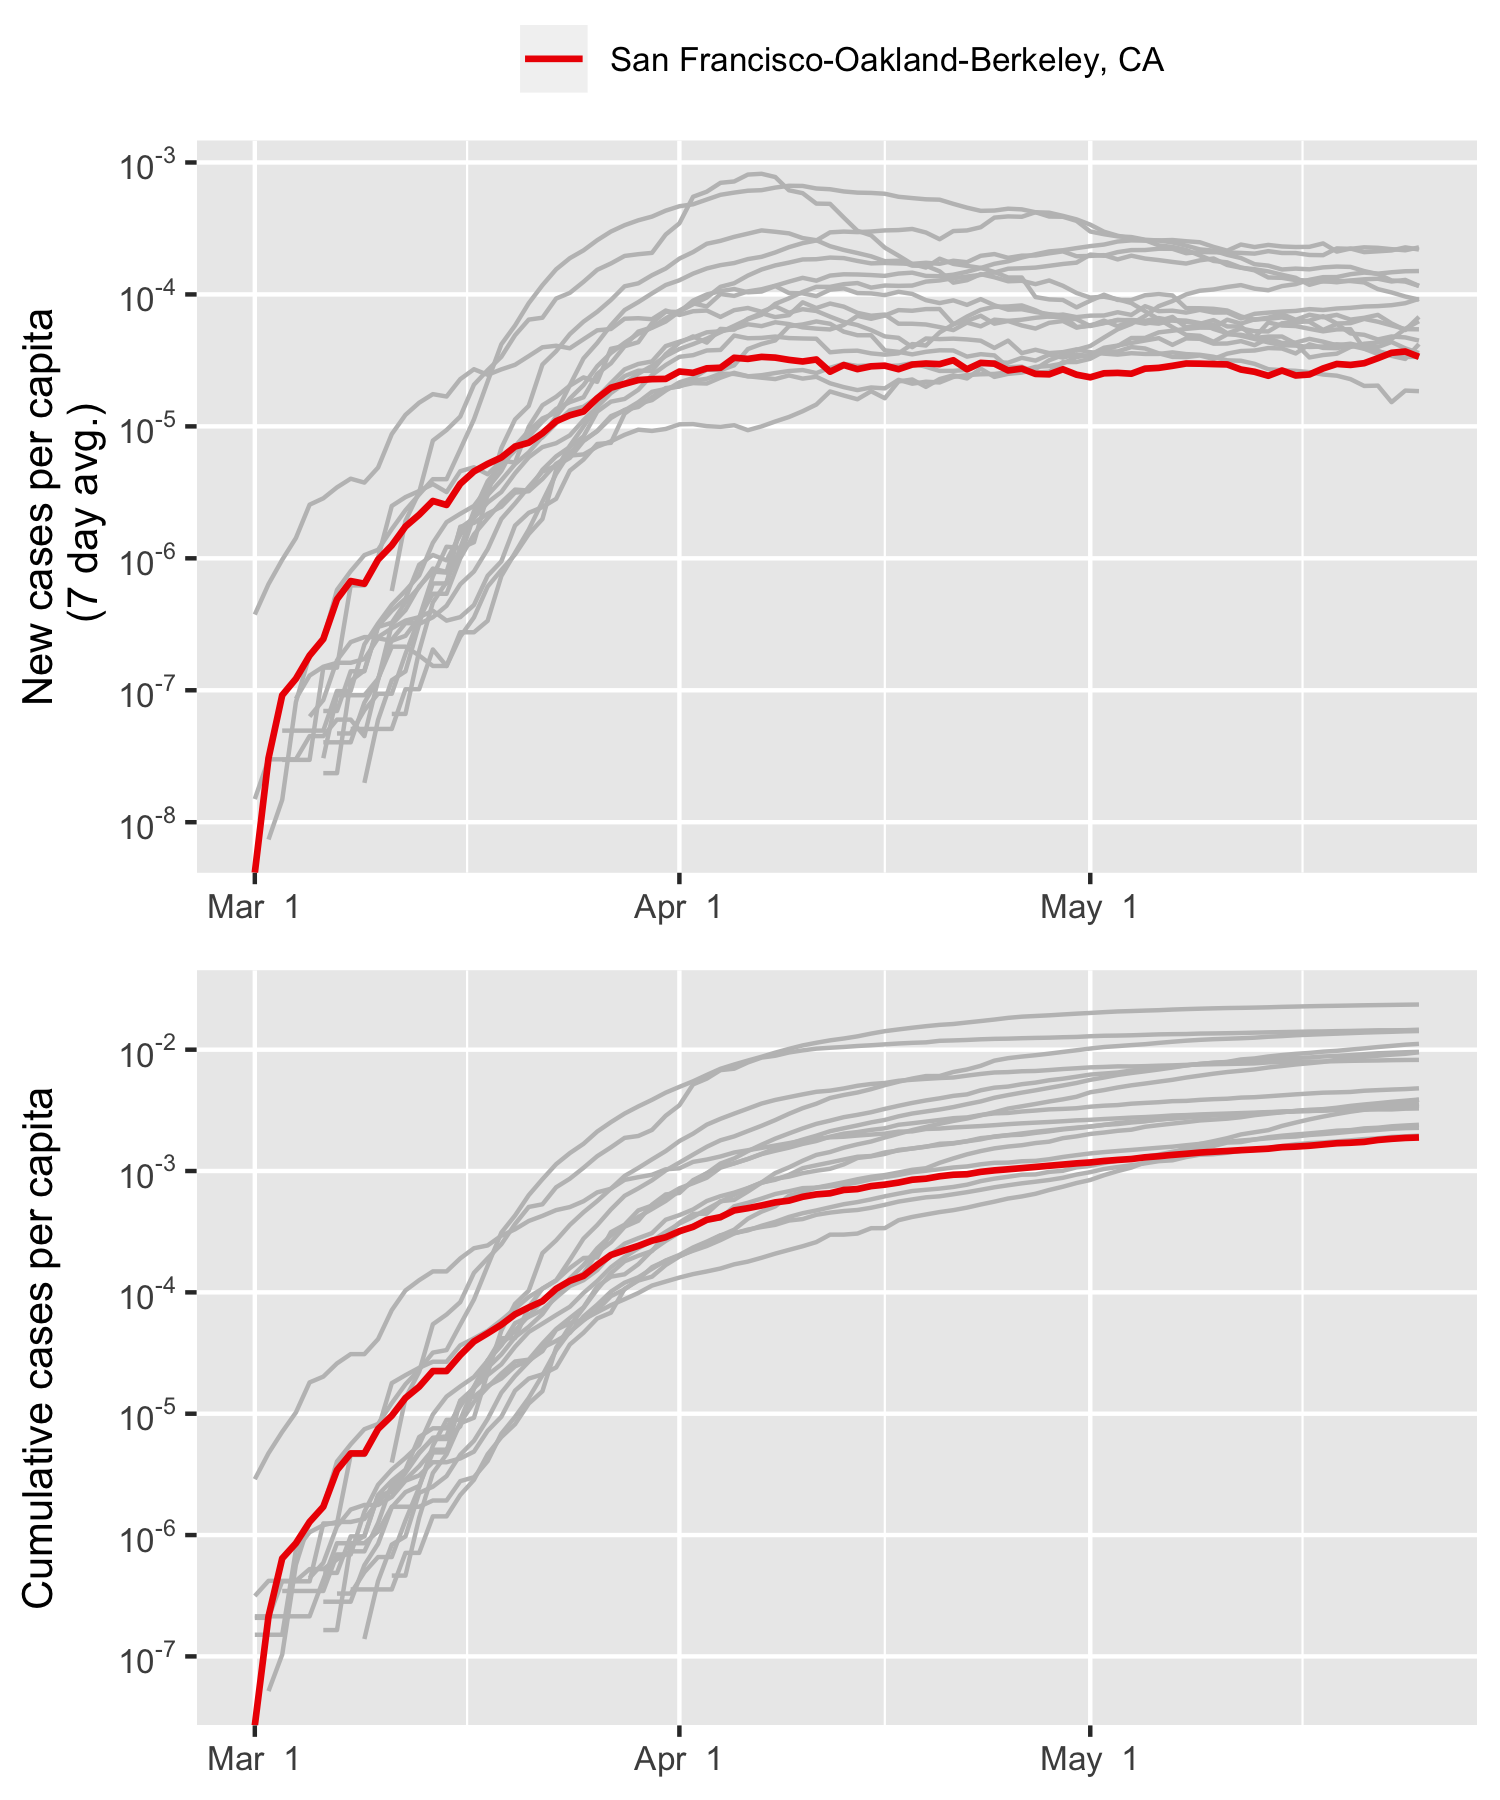 San Francisco-Oakland-Berkeley, CA
New cases per capita
(7 day avg.)
10-3
10-4
10-5
10-6
10-7
10-8
Mar 1
Apr 1
May 1
Cumulative cases per capita
10-2
10-3
10-4
10-5
10-6
10-7
Mar 1
Apr 1
May 1